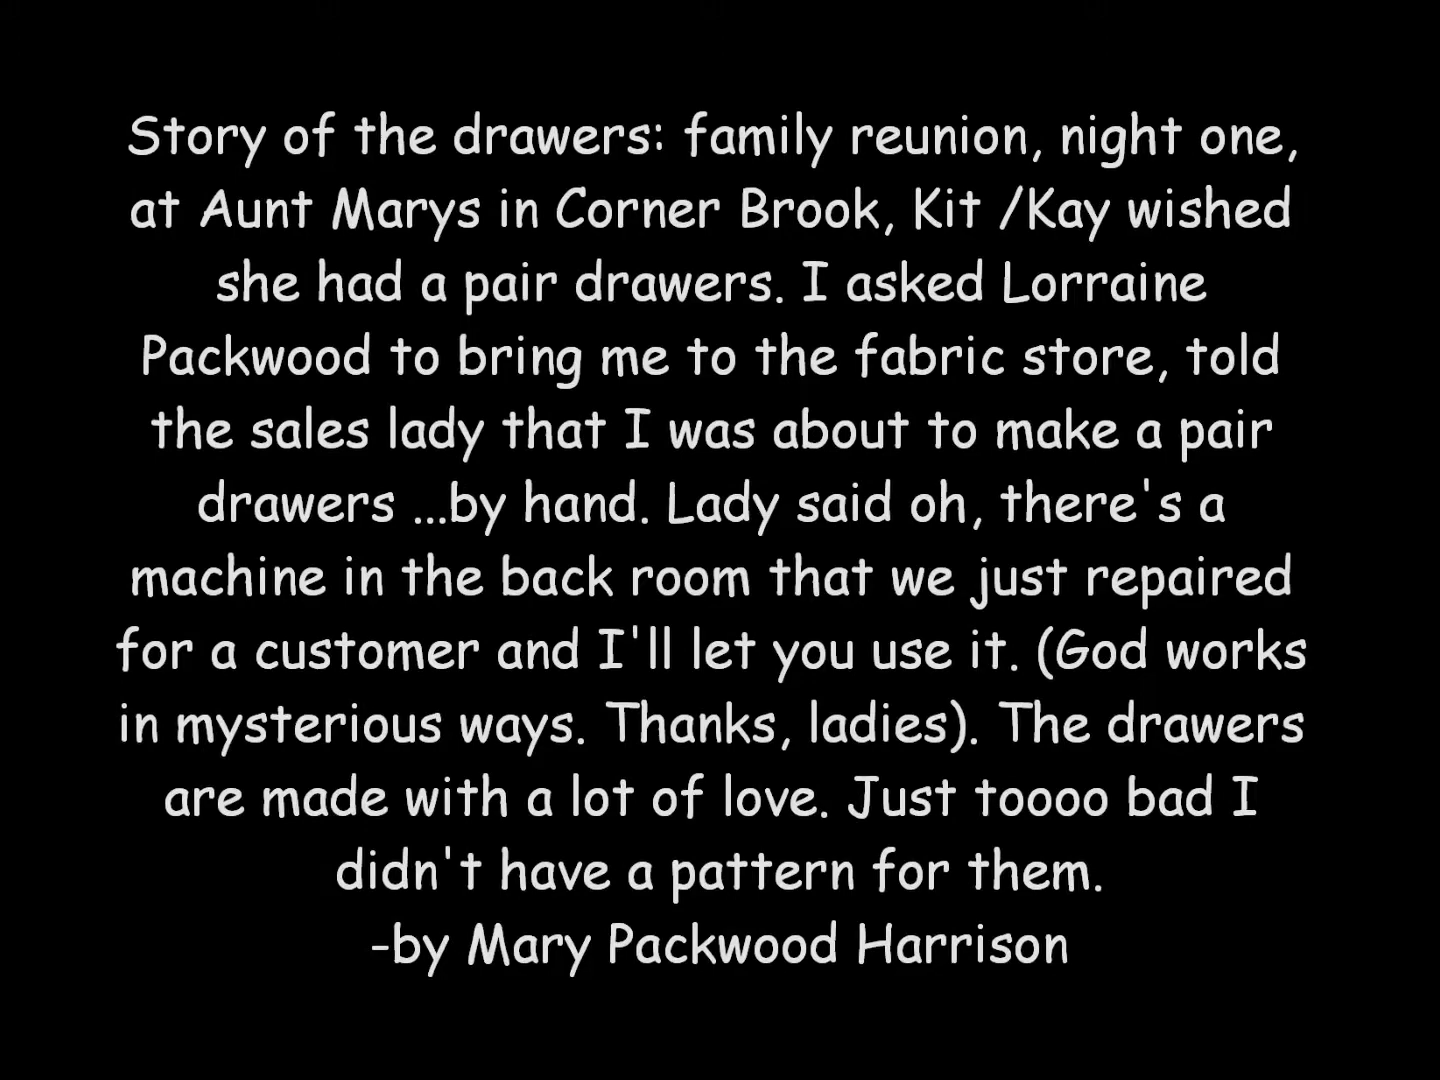 Story of the drawers: family reunion, night one,
at Aunt Marys in Corner Brook, Kit /Kay wished
she had a pair drawers. I asked Lorraine
Packwood to bring me to the fabric store, told
the sales lady that I was about to make a pair
drawers ...by hand. Lady said oh, there's a
machine in the back room that we just repaired
for a customer and I'll let you use it. (God works
in mysterious ways. Thanks, ladies). The drawers
are made with a lot of love. Just toooo bad I
didn't have a pattern for them.
-by Mary Packwood Harrison